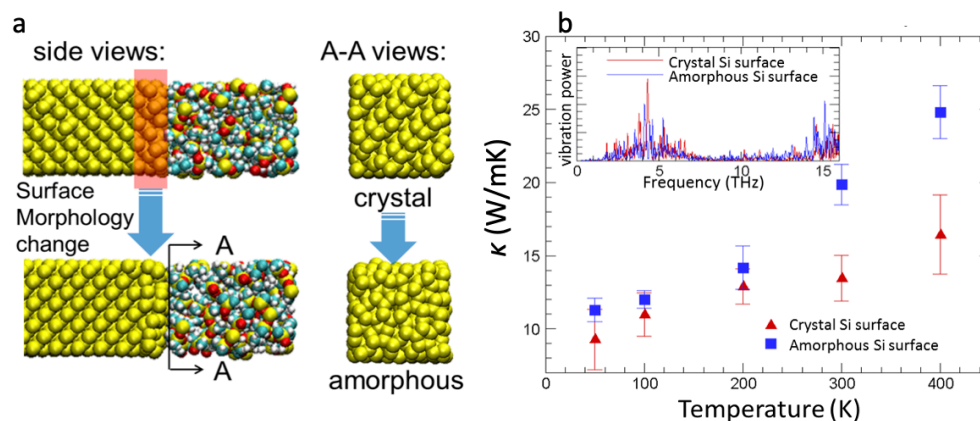 a
side views:
A-A views:
Surface
Morphology
change
crystal
A
A
amorphous
b
30
25
20
15
10
κ (W/mK)
vibration power
Crystal Si surface
Amorphous Si surface
0
5
10
15
Frequency (THz)
Crystal Si surface
Amorphous Si surface
0
100
200
300
400
Temperature (K)